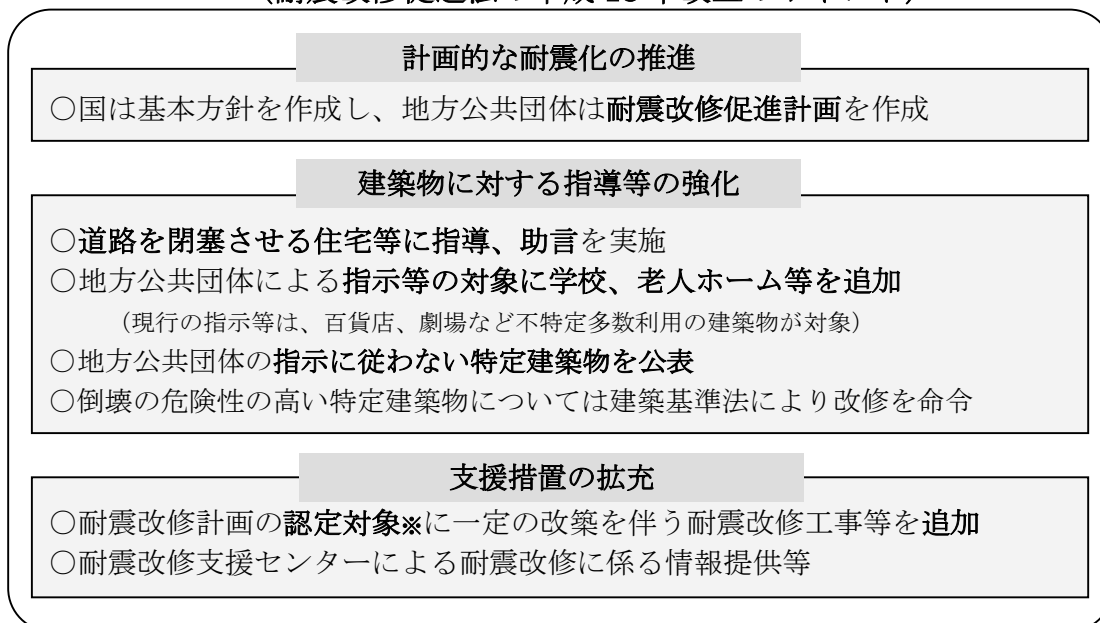 計画的な耐震化の推進
○国は基本方針を作成し、地方公共団体は耐震改修促進計画を作成
建築物に対する指導等の強化
○道路を閉塞させる住宅等に指導、助言を実施
○地方公共団体による指示等の対象に学校、老人ホーム等を追加
（現行の指示等は、百貨店、劇場など不特定多数利用の建築物が対象）
○地方公共団体の指示に従わない特定建築物を公表
○倒壊の危険性の高い特定建築物については建築基準法により改修を命令
支援措置の拡充
○耐震改修計画の認定対象※に一定の改築を伴う耐震改修工事等を追加
○耐震改修支援センターによる耐震改修に係る情報提供等